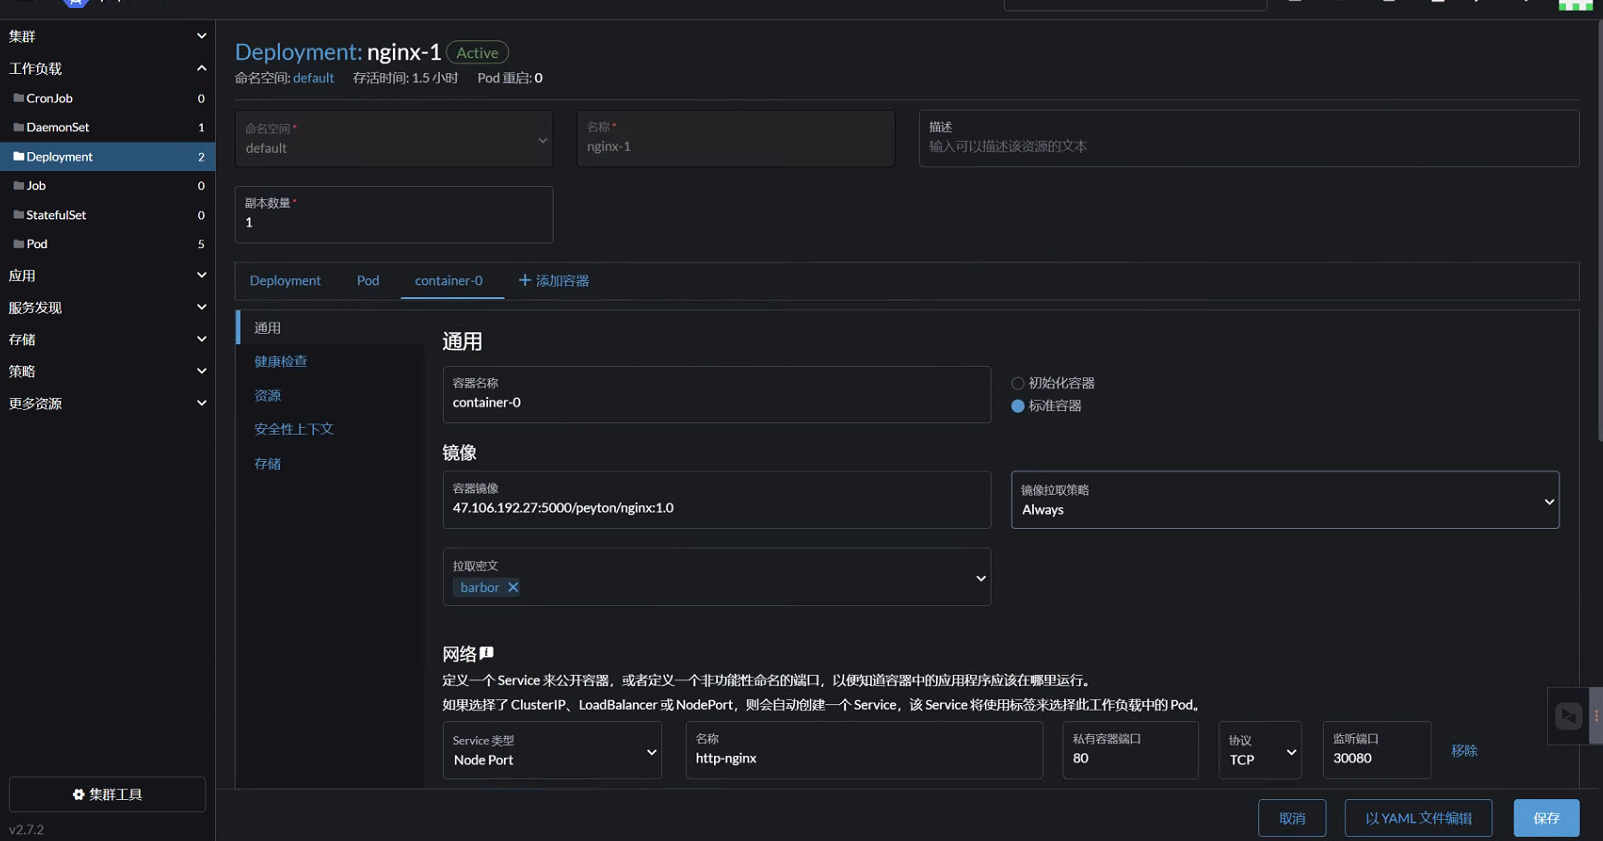 集群
工作负载
CronJob 0
DaemonSet 1
Deployment 2
Job 0
StatefulSet 0
Pod 5
应用
服务发现
存储
策略
更多资源
集群工具
v2.7.2
Deployment: nginx-1 Active
命名空间: default 存活时间: 1.5 小时 Pod 重启: 0
命名空间 *
default
名称 *
nginx-1
描述
输入可以描述该资源的文本
副本数量 *
1
Deployment Pod container-0 + 添加容器
通用
健康检查
资源
安全性上下文
存储
通用
容器名称
container-0
初始化容器
标准容器
镜像
容器镜像
47.106.192.27:5000/peyton/nginx:1.0
镜像拉取策略
Always
拉取密文
barbor
网络
定义一个 Service 来公开容器，或者定义一个非功能性命名的端口，以便知道容器中的应用程序应该在哪里运行。
如果选择了 ClusterIP、LoadBalancer 或 NodePort，则会自动创建一个 Service，该 Service 将使用标签来选择此工作负载中的 Pod。
Service 类型
Node Port
名称
http-nginx
私有容器端口
80
协议
TCP
监听端口
30080
移除
取消 以 YAML 文件编辑 保存